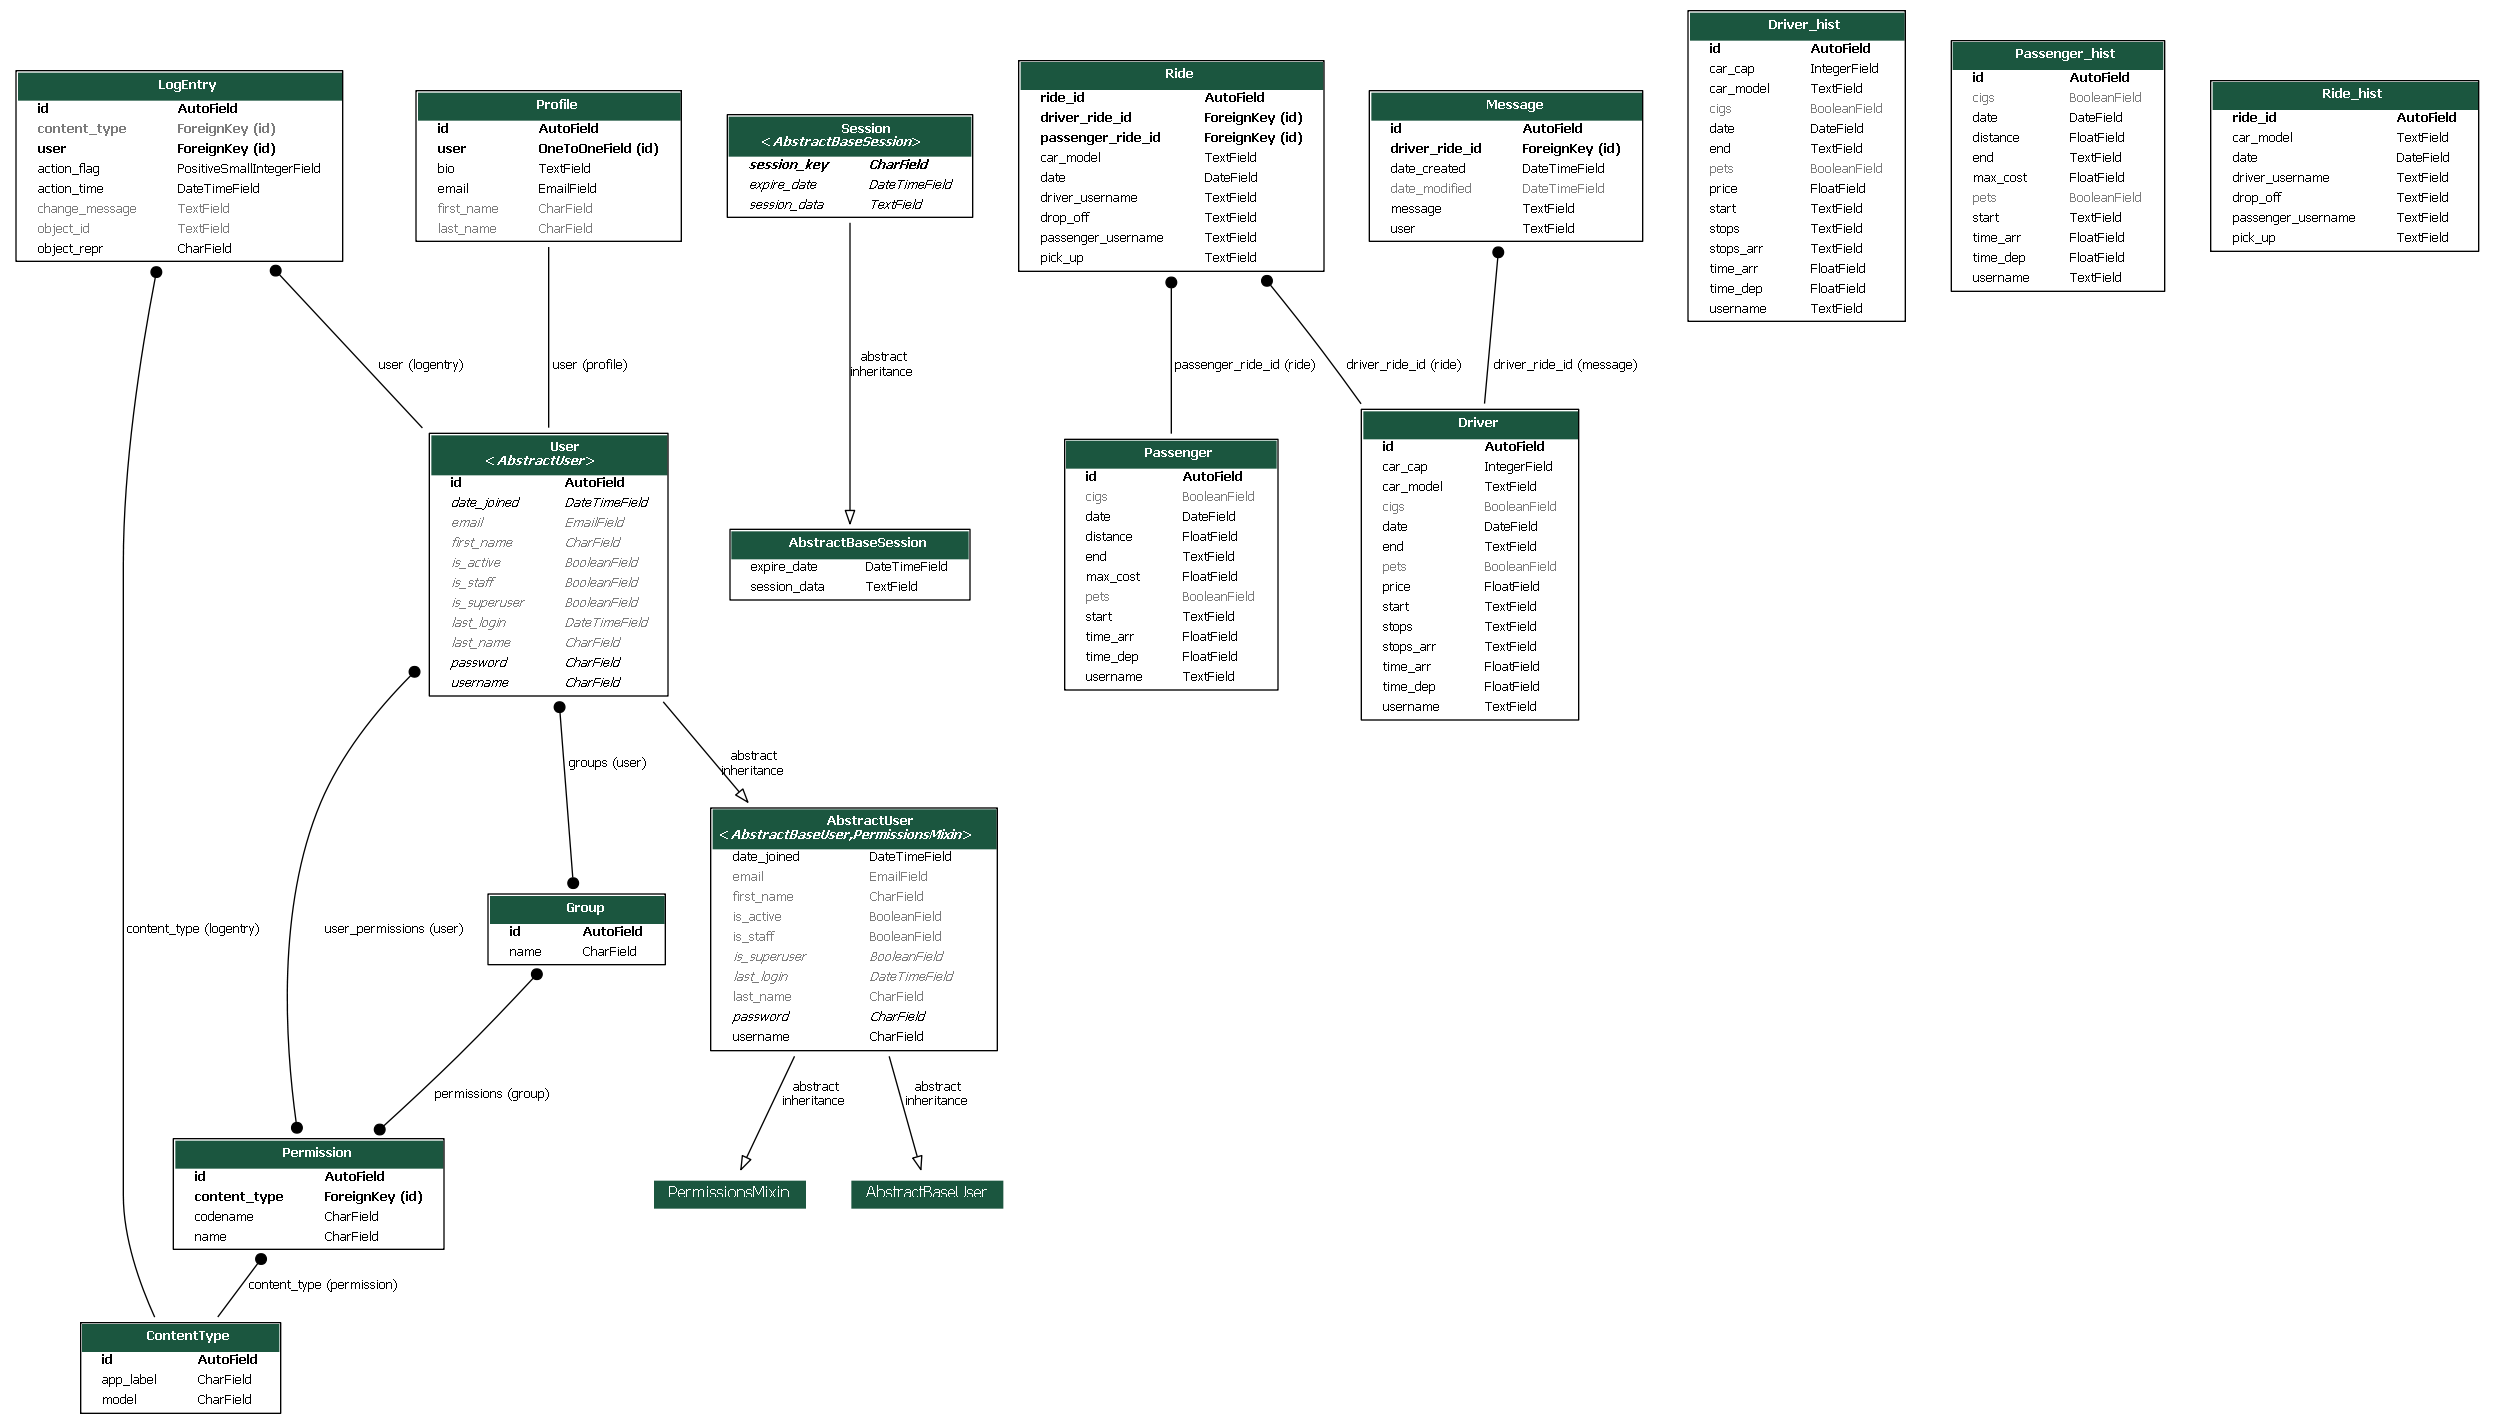 LogEntry
id AutoField
content_type ForeignKey (id)
user ForeignKey (id)
action_flag PositiveSmallIntegerField
action_time DateTimeField
change_message TextField
object_id TextField
object_repr CharField
Profile
id AutoField
user OneToOneField (id)
bio TextField
email EmailField
first_name CharField
last_name CharField
Session
<AbstractBaseSession>
session_key CharField
expire_date DateTimeField
session_data TextField
Ride
ride_id AutoField
driver_ride_id ForeignKey (id)
passenger_ride_id ForeignKey (id)
car_model TextField
date DateField
driver_username TextField
drop_off TextField
passenger_username TextField
pick_up TextField
Message
id AutoField
driver_ride_id ForeignKey (id)
date_created DateTimeField
date_modified DateTimeField
message TextField
user TextField
Driver_hist
id AutoField
car_cap IntegerField
car_model TextField
cigs BooleanField
date DateField
end TextField
pets BooleanField
price FloatField
start TextField
stops TextField
stops_arr TextField
time_arr FloatField
time_dep FloatField
username TextField
Passenger_hist
id AutoField
cigs BooleanField
date DateField
distance FloatField
end TextField
max_cost FloatField
pets BooleanField
start TextField
time_arr FloatField
time_dep FloatField
username TextField
Ride_hist
ride_id AutoField
car_model TextField
date DateField
driver_username TextField
drop_off TextField
passenger_username TextField
pick_up TextField
user (logentry)
user (profile)
abstract
inheritance
passenger_ride_id (ride)
driver_ride_id (ride)
driver_ride_id (message)
User
<AbstractUser>
id AutoField
date_joined DateTimeField
email EmailField
first_name CharField
is_active BooleanField
is_staff BooleanField
is_superuser BooleanField
last_login DateTimeField
last_name CharField
password CharField
username CharField
AbstractBaseSession
expire_date DateTimeField
session_data TextField
Passenger
id AutoField
cigs BooleanField
date DateField
distance FloatField
end TextField
max_cost FloatField
pets BooleanField
start TextField
time_arr FloatField
time_dep FloatField
username TextField
Driver
id AutoField
car_cap IntegerField
car_model TextField
cigs BooleanField
date DateField
end TextField
pets BooleanField
price FloatField
start TextField
stops TextField
stops_arr TextField
time_arr FloatField
time_dep FloatField
username TextField
groups (user)
abstract
inheritance
content_type (logentry)
user_permissions (user)
Group
id AutoField
name CharField
AbstractUser
<AbstractBaseUser,PermissionsMixin>
date_joined DateTimeField
email EmailField
first_name CharField
is_active BooleanField
is_staff BooleanField
is_superuser BooleanField
last_login DateTimeField
last_name CharField
password CharField
username CharField
permissions (group)
abstract
inheritance
abstract
inheritance
Permission
id AutoField
content_type ForeignKey (id)
codename CharField
name CharField
PermissionsMixin
AbstractBaseUser
content_type (permission)
ContentType
id AutoField
app_label CharField
model CharField